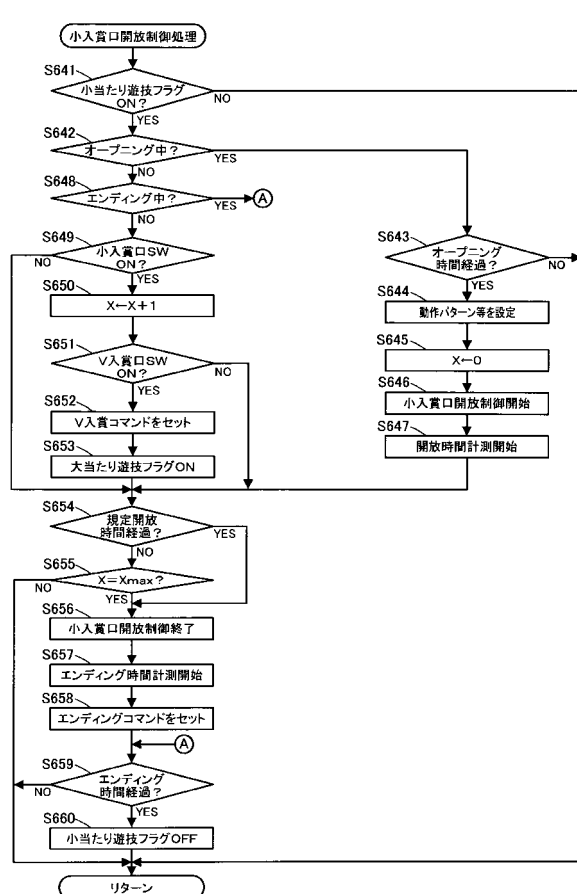 小入賞口開放制御処理
S641
小当たり遊技フラグ
ON?
NO
YES
S642
オープニング中?
YES
NO
S648
エンディング中?
YES
A
NO
S649
小入賞口SW
ON?
NO
YES
S650
X←X+1
S651
V入賞口SW
ON?
NO
YES
S652
V入賞コマンドをセット
S653
大当たり遊技フラグON
S643
オープニング
時間経過?
NO
YES
S644
動作パターン等を設定
S645
X←0
S646
小入賞口開放制御開始
S647
開放時間計測開始
S654
規定開放
時間経過?
YES
NO
S655
X=Xmax?
NO
YES
S656
小入賞口開放制御終了
S657
エンディング時間計測開始
S658
エンディングコマンドをセット
A
S659
エンディング
時間経過?
NO
YES
S660
小当たり遊技フラグOFF
リターン